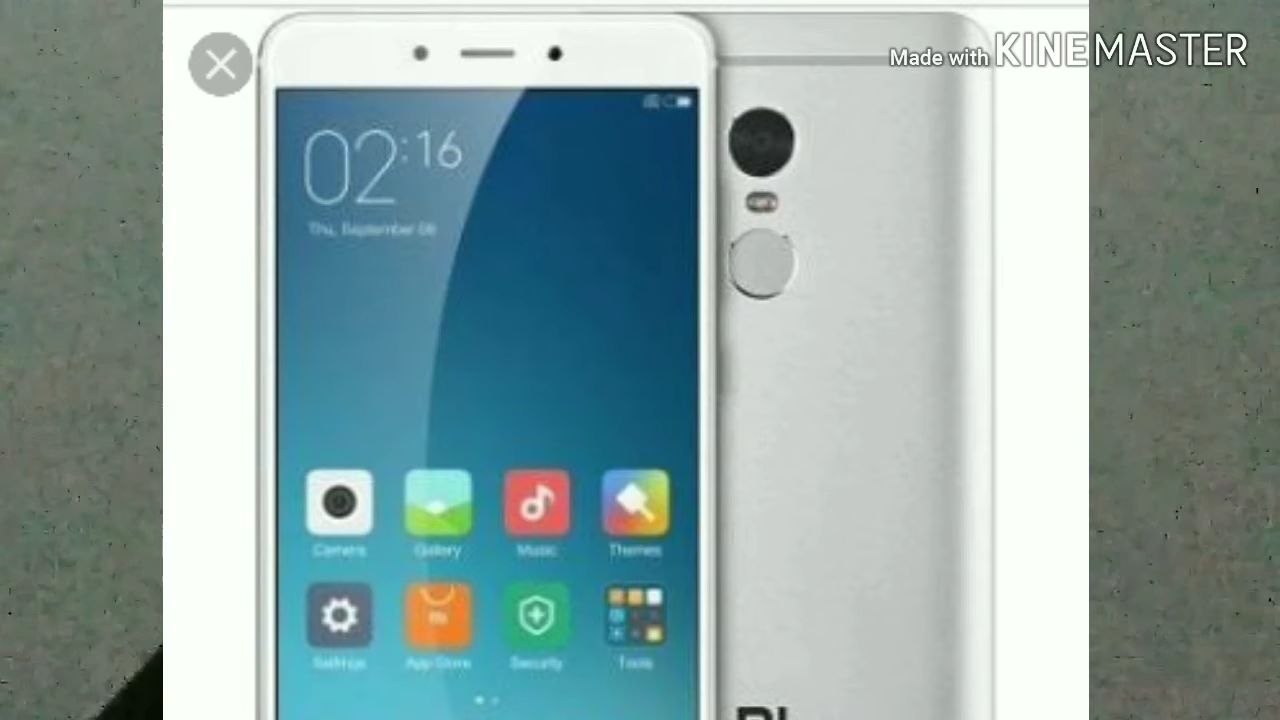 Made with KINEMASTER
02:16
Thu, September 08
Camera Gallery Music Themes
Settings App Store Security Tools